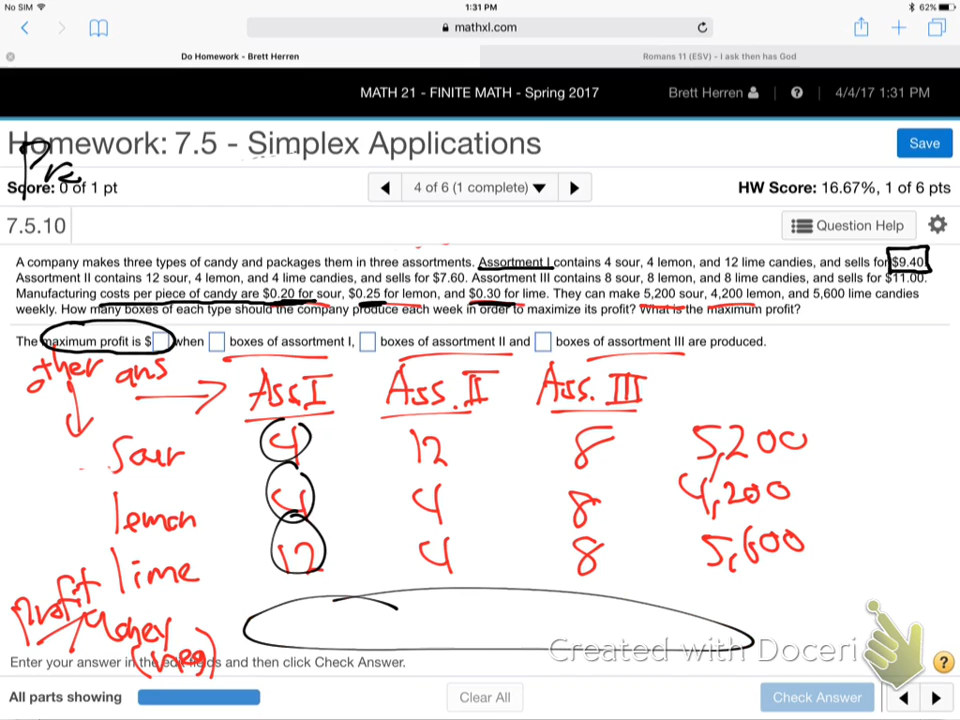 No SIM 1:31 PM 62%
mathxl.com
Do Homework - Brett Herren Romans 11 (ESV) - I ask then has God
MATH 21 - FINITE MATH - Spring 2017 Brett Herren 4/4/17 1:31 PM
Homework: 7.5 - Simplex Applications Save
Score: 0 of 1 pt 4 of 6 (1 complete) HW Score: 16.67%, 1 of 6 pts
7.5.10 Question Help
A company makes three types of candy and packages them in three assortments. Assortment I contains 4 sour, 4 lemon, and 12 lime candies, and sells for $9.40.
Assortment II contains 12 sour, 4 lemon, and 4 lime candies, and sells for $7.60. Assortment III contains 8 sour, 8 lemon, and 8 lime candies, and sells for $11.00.
Manufacturing costs per piece of candy are $0.20 for sour, $0.25 for lemon, and $0.30 for lime. They can make 5,200 sour, 4,200 lemon, and 5,600 lime candies
weekly. How many boxes of each type should the company produce each week in order to maximize its profit? What is the maximum profit?
The maximum profit is $ when boxes of assortment I, boxes of assortment II and boxes of assortment III are produced.
other ans
Ass. I Ass. II Ass. III
sour 4 12 8 5,200
lemon 4 4 8 4,200
lime 12 4 8 5,600
Profit/Money
(neg)
Created with Doceri
Enter your answer in the edit fields and then click Check Answer.
All parts showing Clear All Check Answer